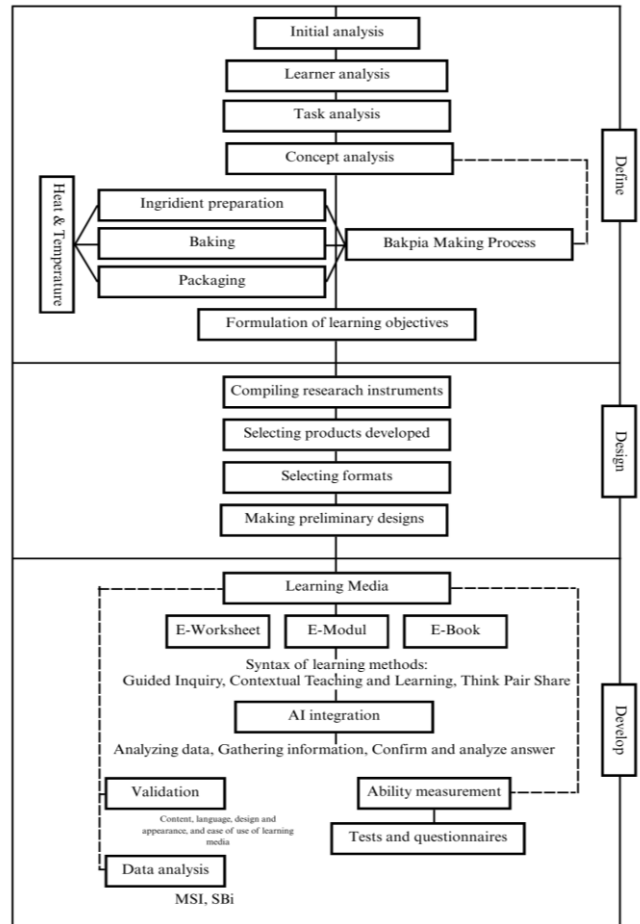 Initial analysis
Learner analysis
Task analysis
Concept analysis
Define
Heat & Temperature
Ingridient preparation
Baking
Packaging
Bakpia Making Process
Formulation of learning objectives
Compiling researach instruments
Selecting products developed
Selecting formats
Making preliminary designs
Design
Learning Media
E-Worksheet
E-Modul
E-Book
Syntax of learning methods:
Guided Inquiry, Contextual Teaching and Learning, Think Pair Share
AI integration
Analyzing data, Gathering information, Confirm and analyze answer
Develop
Validation
Content, language, design and
appearance, and ease of use of learning
media
Ability measurement
Tests and questionnaires
Data analysis
MSI, SBi